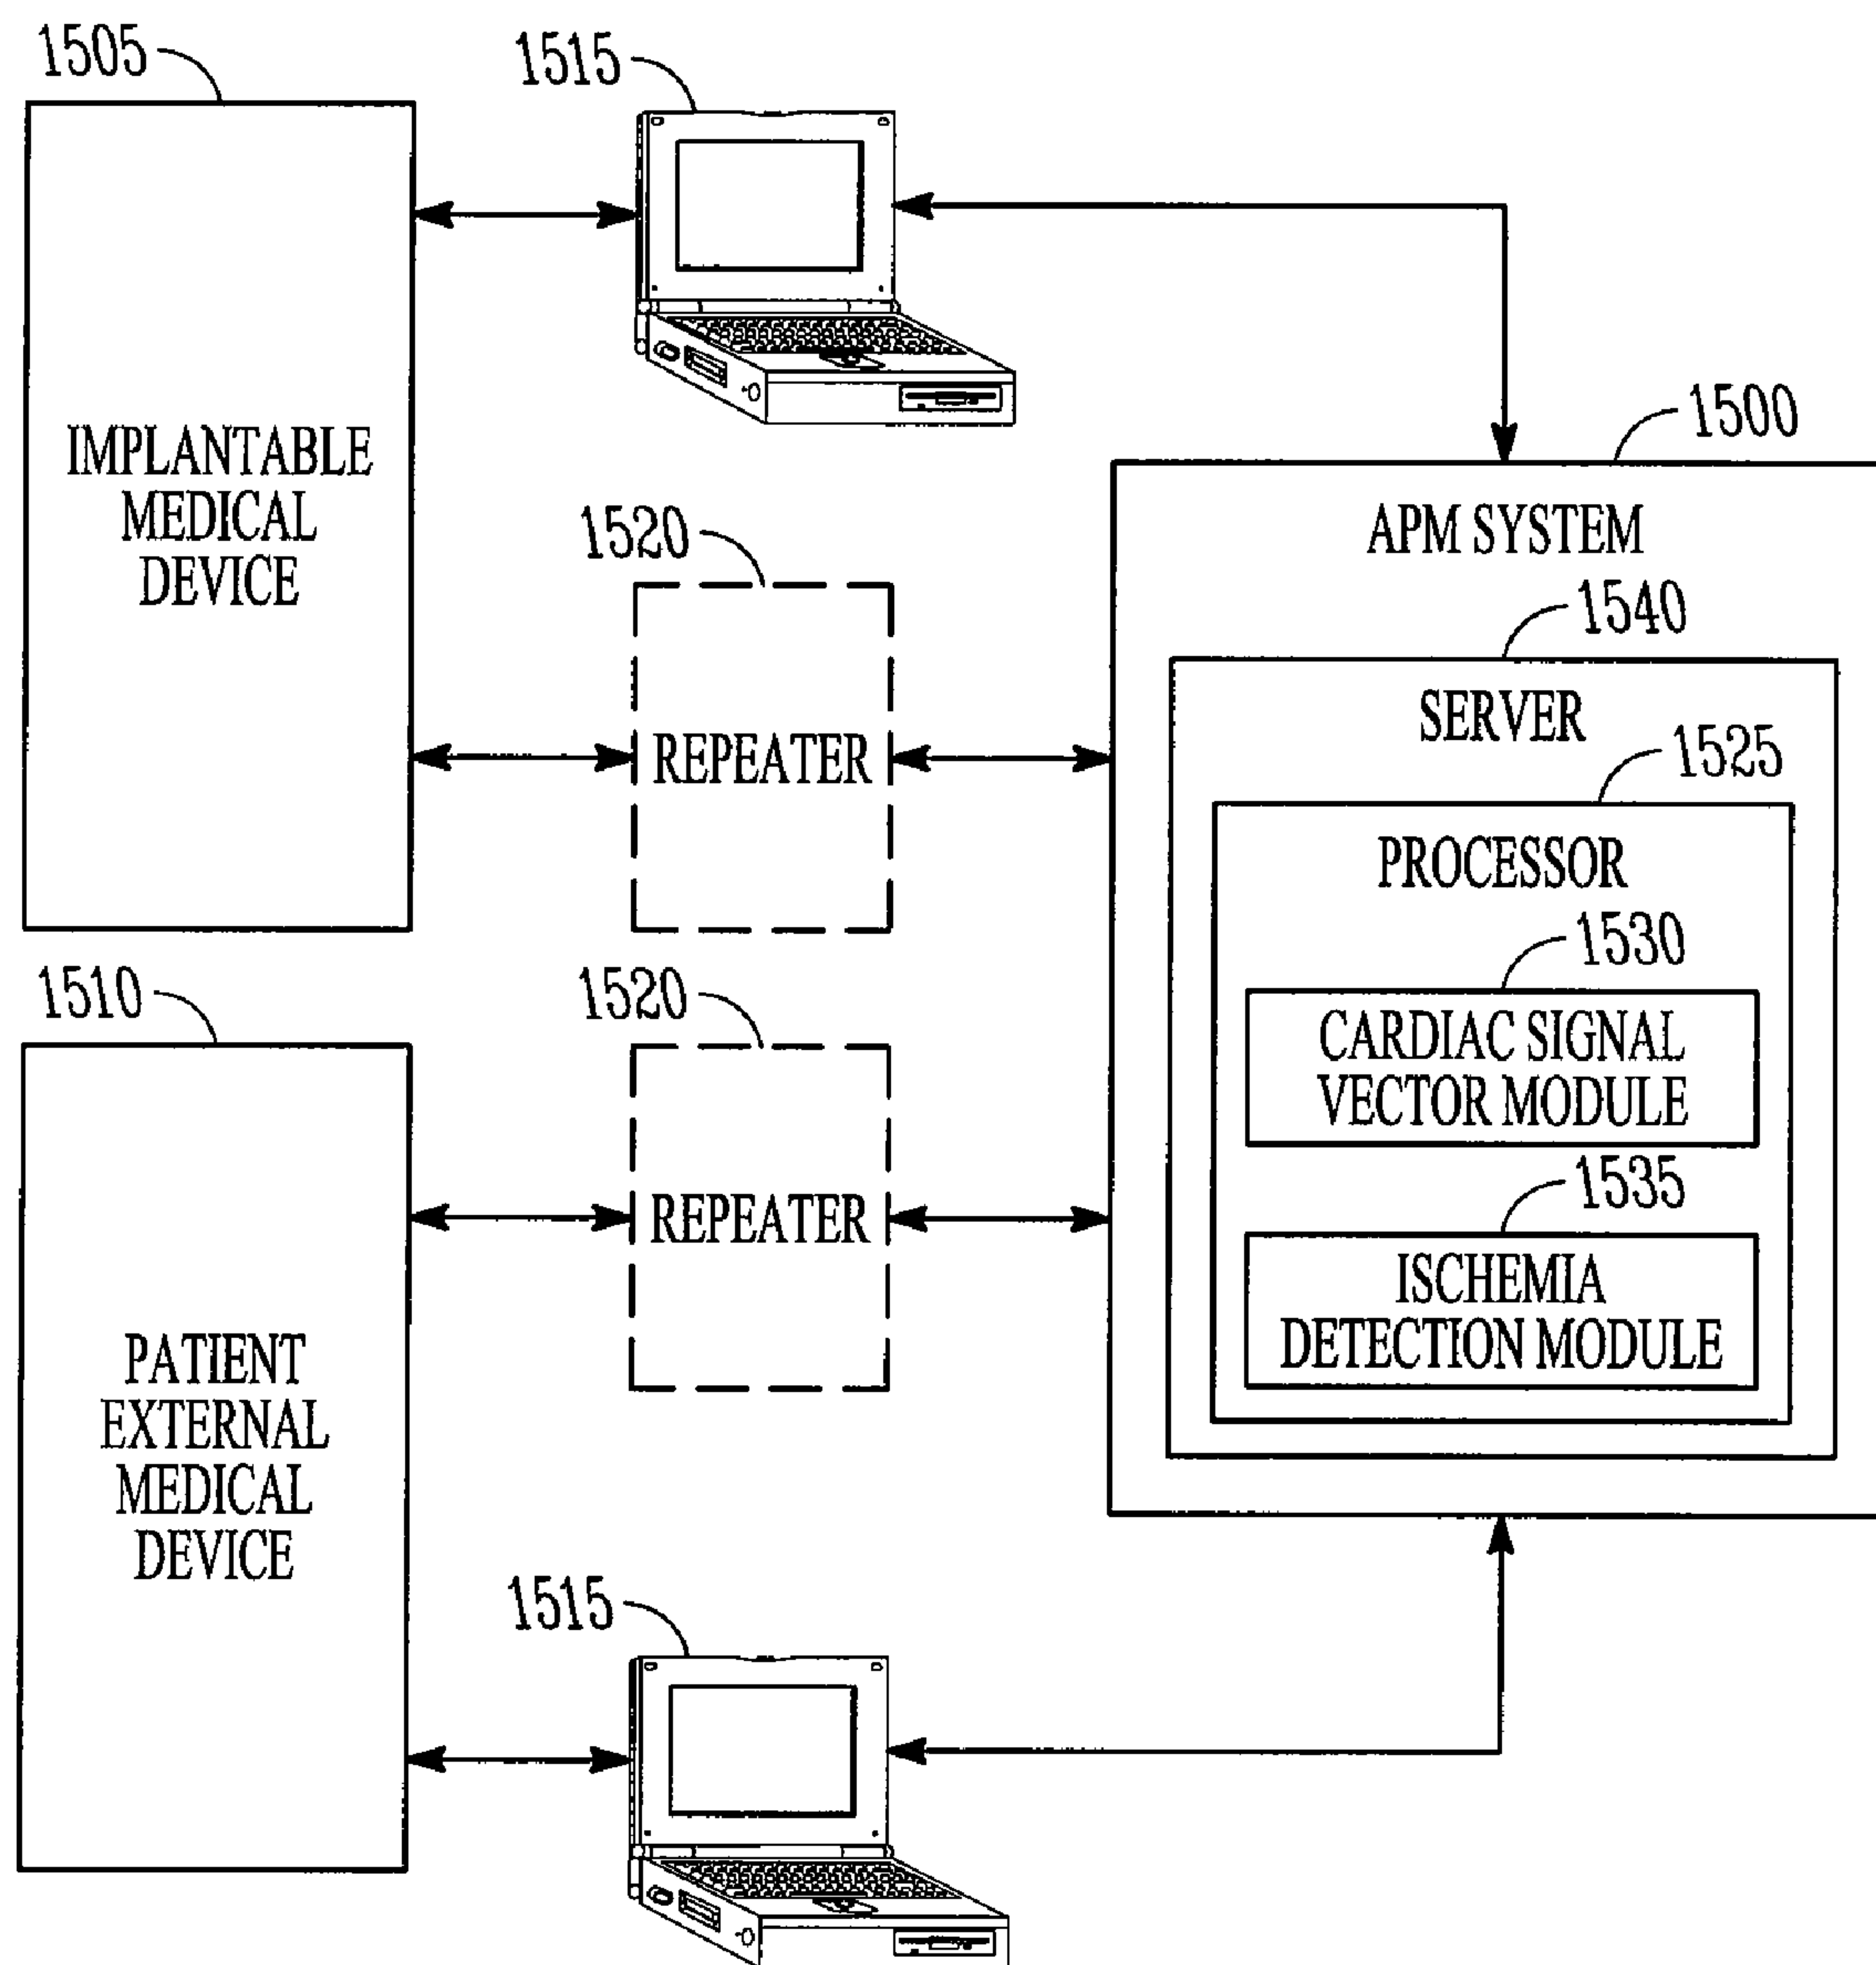 1505
1515
IMPLANTABLE
MEDICAL
DEVICE
1520
REPEATER
1500
APM SYSTEM
1540
SERVER
1525
PROCESSOR
1530
CARDIAC SIGNAL
VECTOR MODULE
1535
ISCHEMIA
DETECTION MODULE
1510
PATIENT
EXTERNAL
MEDICAL
DEVICE
1520
REPEATER
1515